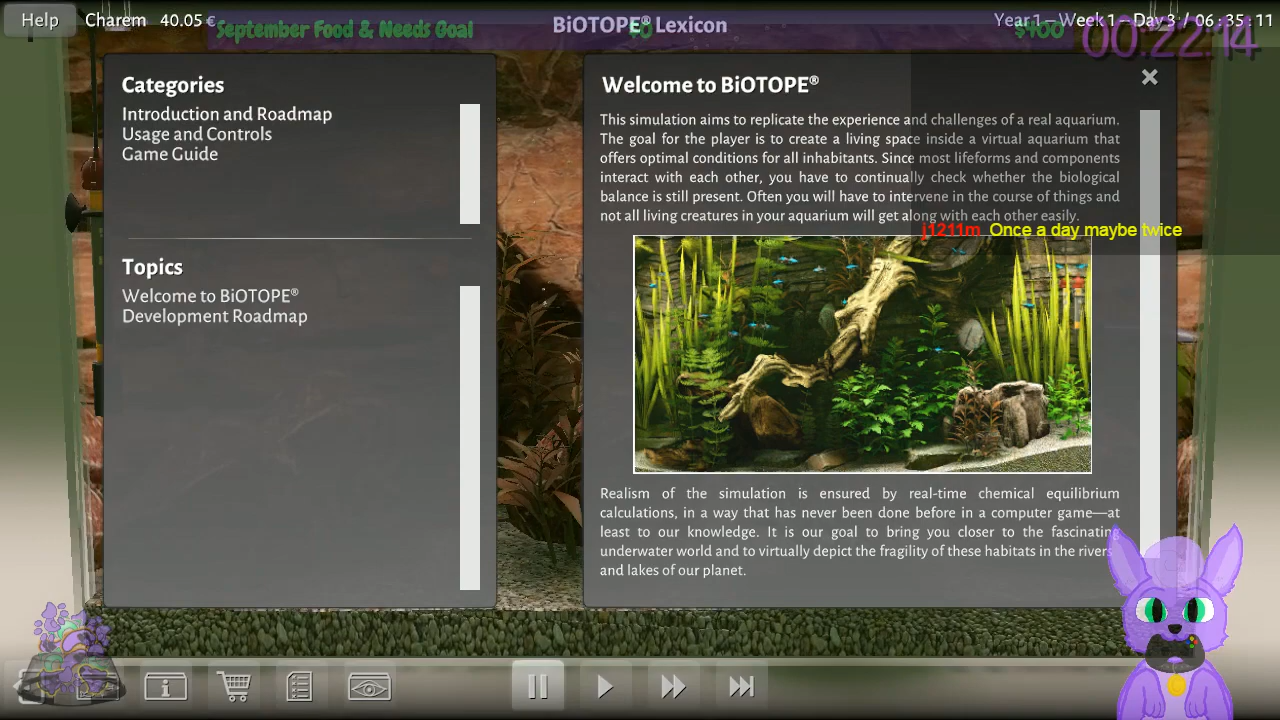 Help
Charem 40.05 €
BiOTOPE® Lexicon
Year 1 – Week 1 – Day 3 / 06:35:11
September Food & Needs Goal
$0
$400
00:22:14
Categories
Introduction and Roadmap
Usage and Controls
Game Guide
Topics
Welcome to BiOTOPE®
Development Roadmap
Welcome to BiOTOPE®
This simulation aims to replicate the experience and challenges of a real aquarium.
The goal for the player is to create a living space inside a virtual aquarium that
offers optimal conditions for all inhabitants. Since most lifeforms and components
interact with each other, you have to continually check whether the biological
balance is still present. Often you will have to intervene in the course of things and
not all living creatures in your aquarium will get along with each other easily.
j1211m Once a day maybe twice
Realism of the simulation is ensured by real-time chemical equilibrium
calculations, in a way that has never been done before in a computer game—at
least to our knowledge. It is our goal to bring you closer to the fascinating
underwater world and to virtually depict the fragility of these habitats in the rivers
and lakes of our planet.